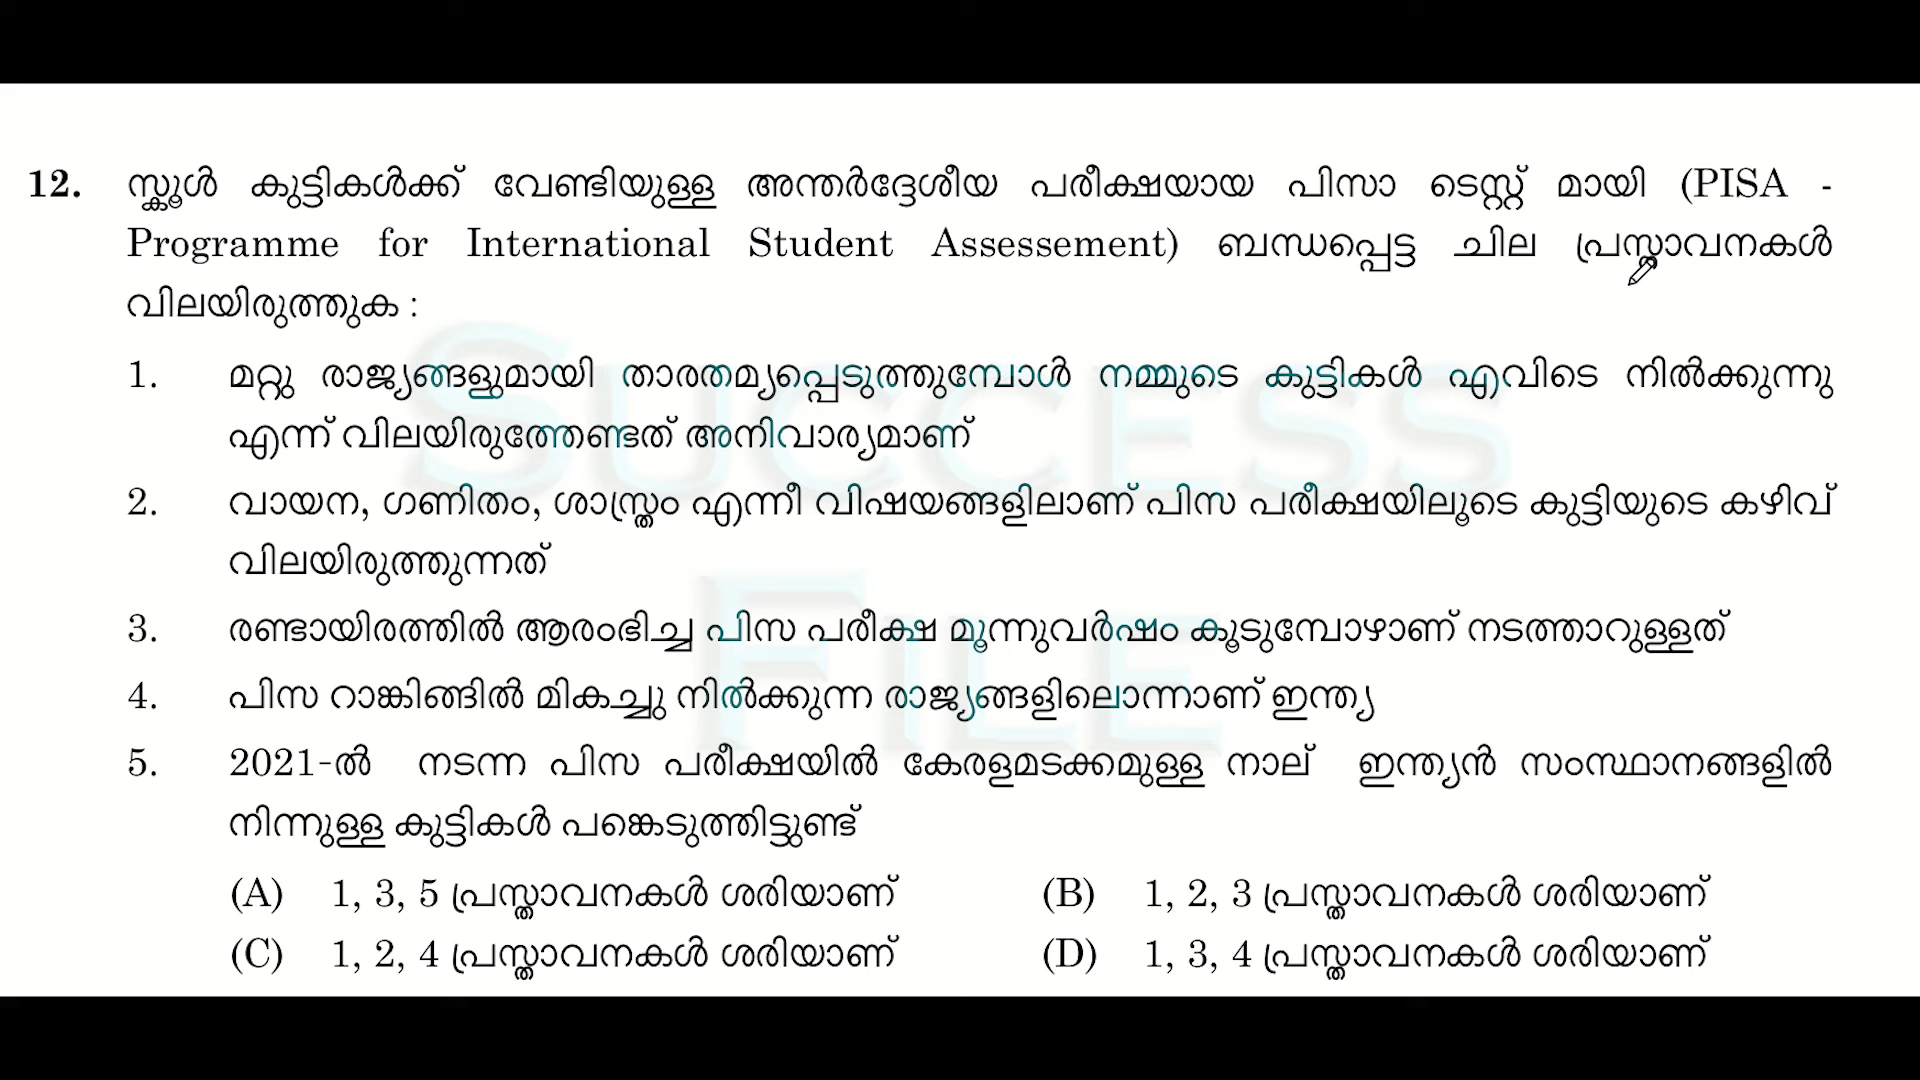 12. സ്കൂൾ കുട്ടികൾക്ക് വേണ്ടിയുള്ള അന്തർദ്ദേശീയ പരീക്ഷയായ പിസാ ടെസ്റ്റ് മായി (PISA -
Programme for International Student Assessement) ബന്ധപ്പെട്ട ചില പ്രസ്താവനകൾ
വിലയിരുത്തുക :
1. മറ്റു രാജ്യങ്ങളുമായി താരതമ്യപ്പെടുത്തുമ്പോൾ നമ്മുടെ കുട്ടികൾ എവിടെ നിൽക്കുന്നു
എന്ന് വിലയിരുത്തേണ്ടത് അനിവാര്യമാണ്
2. വായന, ഗണിതം, ശാസ്ത്രം എന്നീ വിഷയങ്ങളിലാണ് പിസ പരീക്ഷയിലൂടെ കുട്ടിയുടെ കഴിവ്
വിലയിരുത്തുന്നത്
3. രണ്ടായിരത്തിൽ ആരംഭിച്ച പിസ പരീക്ഷ മൂന്നുവർഷം കൂടുമ്പോഴാണ് നടത്താറുള്ളത്
4. പിസ റാങ്കിങ്ങിൽ മികച്ചു നിൽക്കുന്ന രാജ്യങ്ങളിലൊന്നാണ് ഇന്ത്യ
5. 2021-ൽ നടന്ന പിസ പരീക്ഷയിൽ കേരളമടക്കമുള്ള നാല് ഇന്ത്യൻ സംസ്ഥാനങ്ങളിൽ
നിന്നുള്ള കുട്ടികൾ പങ്കെടുത്തിട്ടുണ്ട്
(A) 1, 3, 5 പ്രസ്താവനകൾ ശരിയാണ് (B) 1, 2, 3 പ്രസ്താവനകൾ ശരിയാണ്
(C) 1, 2, 4 പ്രസ്താവനകൾ ശരിയാണ് (D) 1, 3, 4 പ്രസ്താവനകൾ ശരിയാണ്
SUCCESS
FILE